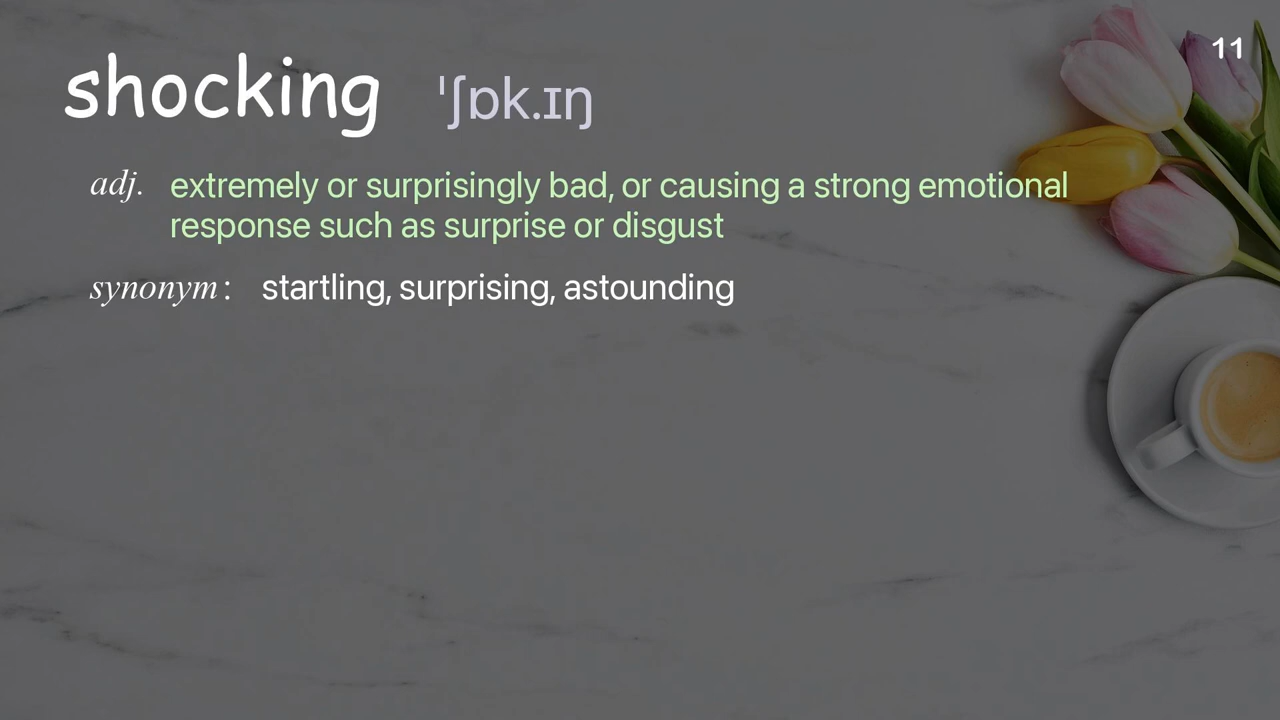 shocking ˈʃɒk.ɪŋ
11
adj. extremely or surprisingly bad, or causing a strong emotional
response such as surprise or disgust
synonym: startling, surprising, astounding